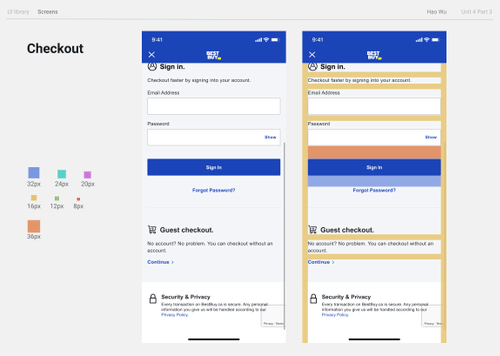 UI library
Screens
Hao Wu
Unit 4 Part 3
Checkout
32px
24px
20px
16px
12px
8px
36px
9:41
BEST
BUY
Sign in.
Checkout faster by signing into your account.
Email Address
Password
Show
Sign In
Forgot Password?
Guest checkout.
No account? No problem. You can checkout without an
account.
Continue >
Security & Privacy
Every transaction on BestBuy.ca is secure. Any personal
information you give us will be handled according to our
Privacy Policy.
Privacy - Terms
9:41
BEST
BUY
Sign in.
Checkout faster by signing into your account.
Email Address
Password
Show
Sign In
Forgot Password?
Guest checkout.
No account? No problem. You can checkout without an
account.
Continue >
Security & Privacy
Every transaction on BestBuy.ca is secure. Any personal
information you give us will be handled according to our
Privacy Policy.
Privacy - Terms